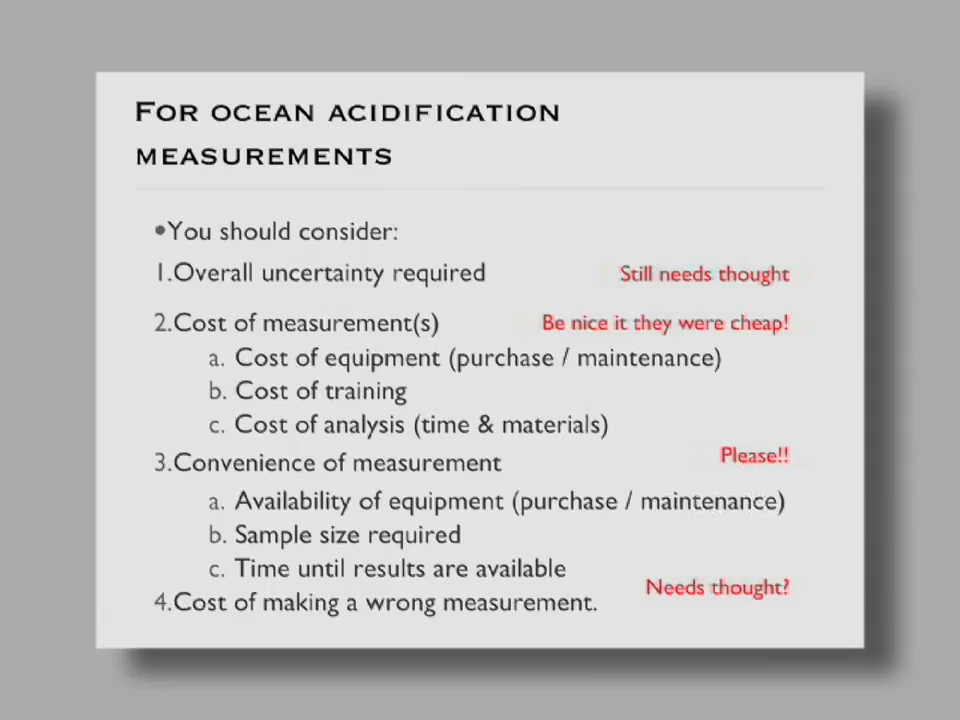 FOR OCEAN ACIDIFICATION
MEASUREMENTS
•You should consider:
1.Overall uncertainty required Still needs thought
2.Cost of measurement(s) Be nice it they were cheap!
a. Cost of equipment (purchase / maintenance)
b. Cost of training
c. Cost of analysis (time & materials)
3.Convenience of measurement Please!!
a. Availability of equipment (purchase / maintenance)
b. Sample size required
c. Time until results are available
4.Cost of making a wrong measurement. Needs thought?